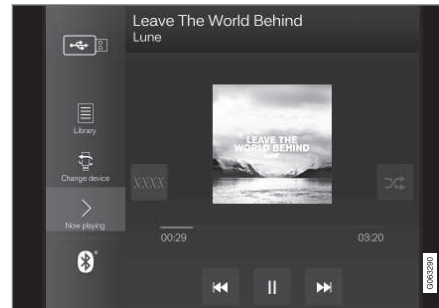 Leave The World Behind
Lune
Library
Change device
Now playing
LEAVE THE
WORLD BEHIND
LUNE
XXXX
00:29
03:20
G063290